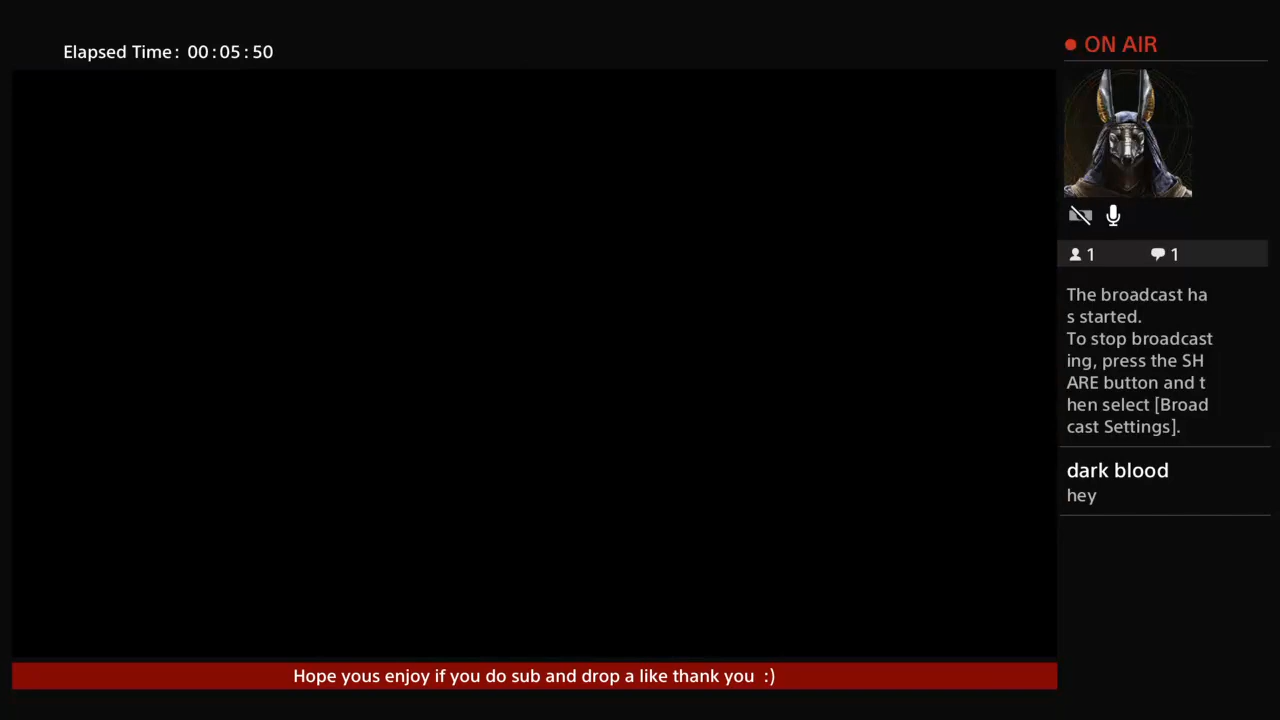 Elapsed Time: 00:05:50
ON AIR
1 1
The broadcast ha
s started.
To stop broadcast
ing, press the SH
ARE button and t
hen select [Broad
cast Settings].
dark blood
hey
Hope yous enjoy if you do sub and drop a like thank you :)